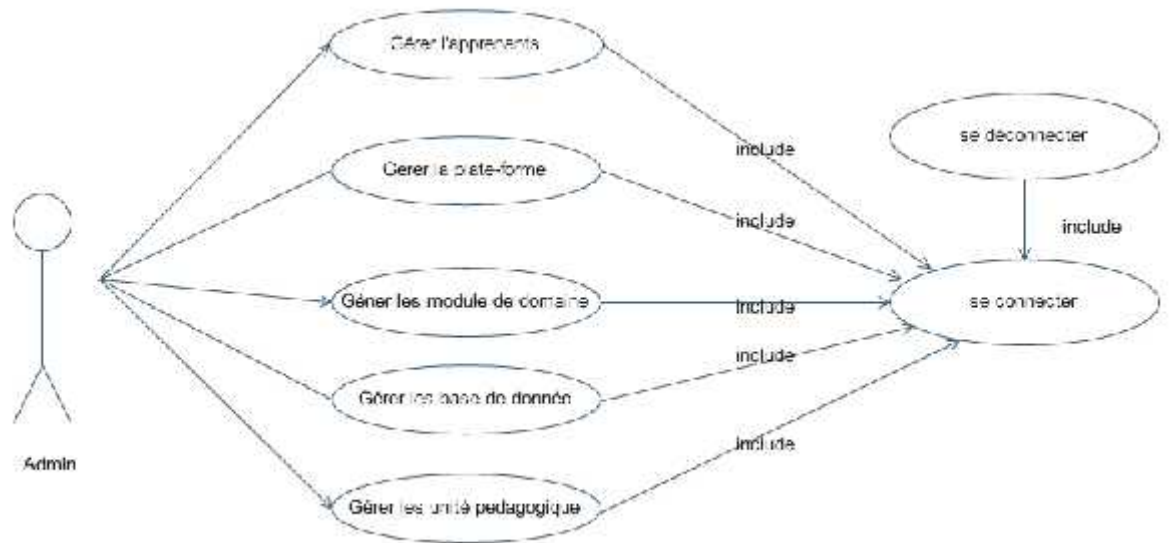 Gérer l'apprenants
se déconnecter
include
Gerer la plate-forme
include
include
Géner les module de domaine
include
se connecter
include
Gérer les base de donnée
include
Admin
Gérer les unité pedagogique